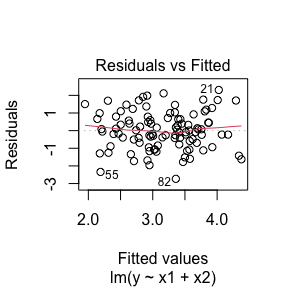 Residuals vs Fitted
Residuals
1
-1
-3
21
55
82
2.0 3.0 4.0
Fitted values
lm(y ~ x1 + x2)